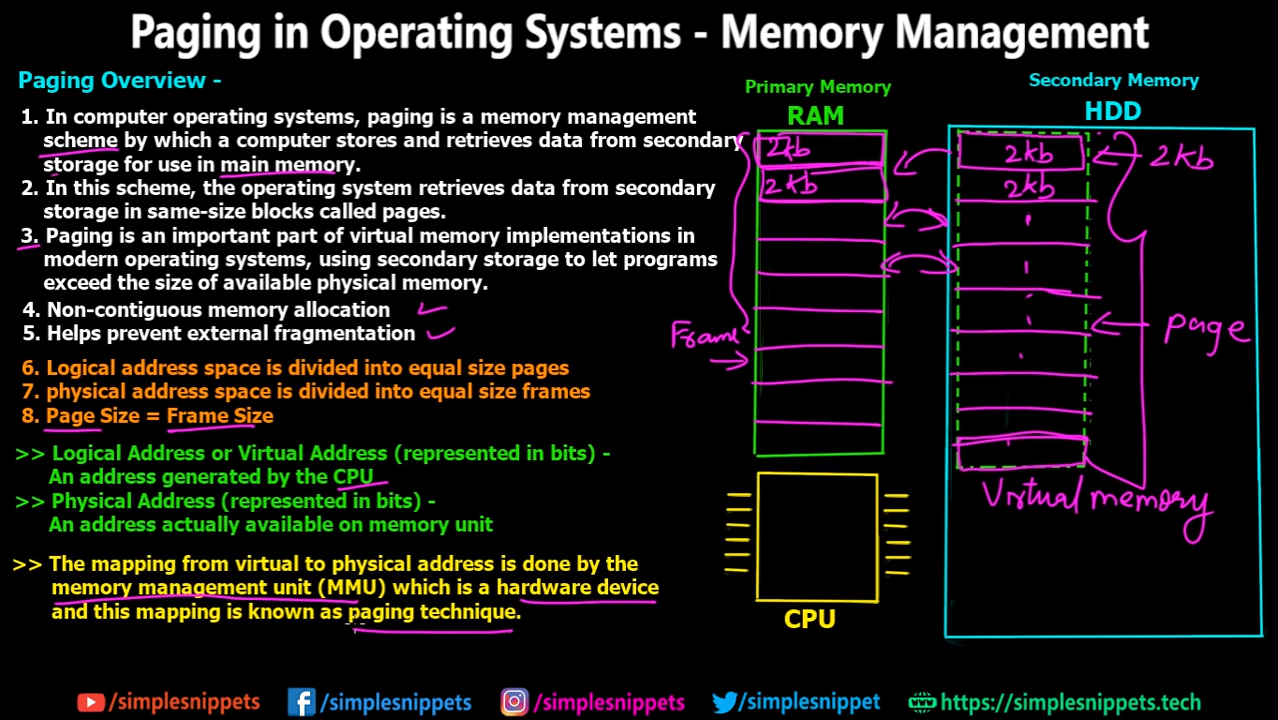 Paging in Operating Systems - Memory Management
Paging Overview -
1. In computer operating systems, paging is a memory management
scheme by which a computer stores and retrieves data from secondary
storage for use in main memory.
2. In this scheme, the operating system retrieves data from secondary
storage in same-size blocks called pages.
3. Paging is an important part of virtual memory implementations in
modern operating systems, using secondary storage to let programs
exceed the size of available physical memory.
4. Non-contiguous memory allocation
5. Helps prevent external fragmentation
6. Logical address space is divided into equal size pages
7. physical address space is divided into equal size frames
8. Page Size = Frame Size
>> Logical Address or Virtual Address (represented in bits) -
An address generated by the CPU
>> Physical Address (represented in bits) -
An address actually available on memory unit
>> The mapping from virtual to physical address is done by the
memory management unit (MMU) which is a hardware device
and this mapping is known as paging technique.
Primary Memory
RAM
2kb
2kb
Frame
CPU
Secondary Memory
HDD
2kb
2kb
2kb
page
Virtual memory
/simplesnippets
/simplesnippets
/simplesnippets
/simplesnippets
https://simplesnippets.tech